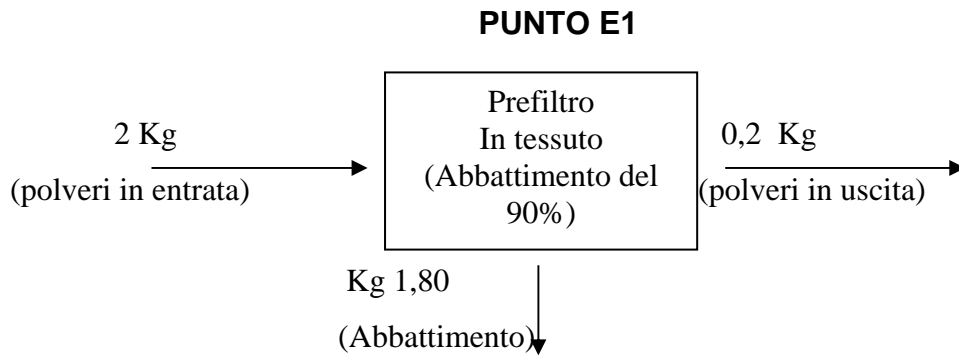 PUNTO E1
Prefiltro
In tessuto
(Abbattimento del
90%)
2 Kg
(polveri in entrata)
0,2 Kg
(polveri in uscita)
Kg 1,80
(Abbattimento)